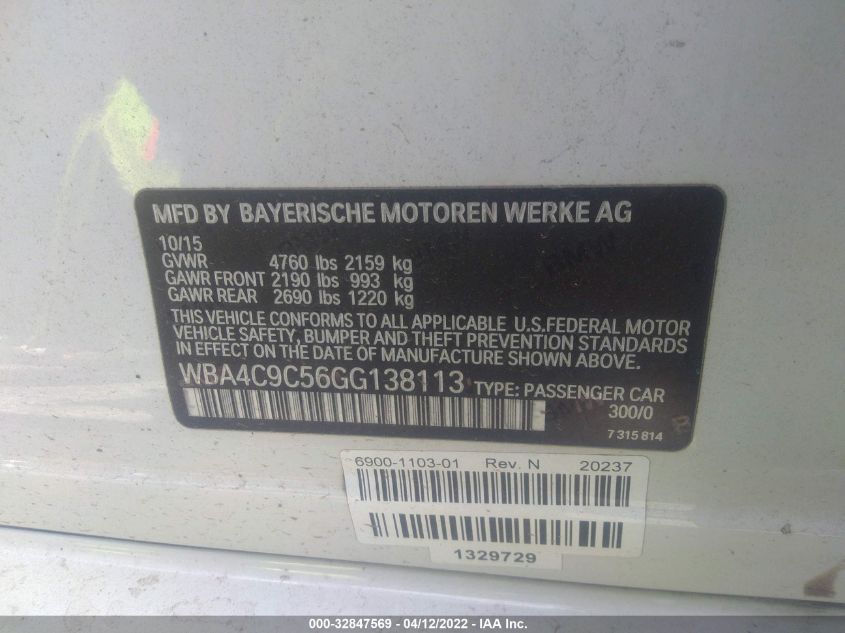 MFD BY BAYERISCHE MOTOREN WERKE AG
10/15
GVWR 4760 lbs 2159 kg
GAWR FRONT 2190 lbs 993 kg
GAWR REAR 2690 lbs 1220 kg
THIS VEHICLE CONFORMS TO ALL APPLICABLE U.S.FEDERAL MOTOR
VEHICLE SAFETY, BUMPER AND THEFT PREVENTION STANDARDS
IN EFFECT ON THE DATE OF MANUFACTURE SHOWN ABOVE.
WBA4C9C56GG138113 TYPE: PASSENGER CAR
300/0
7 315 814
6900-1103-01 Rev. N 20237
1329729
000-32847569 - 04/12/2022 - IAA Inc.